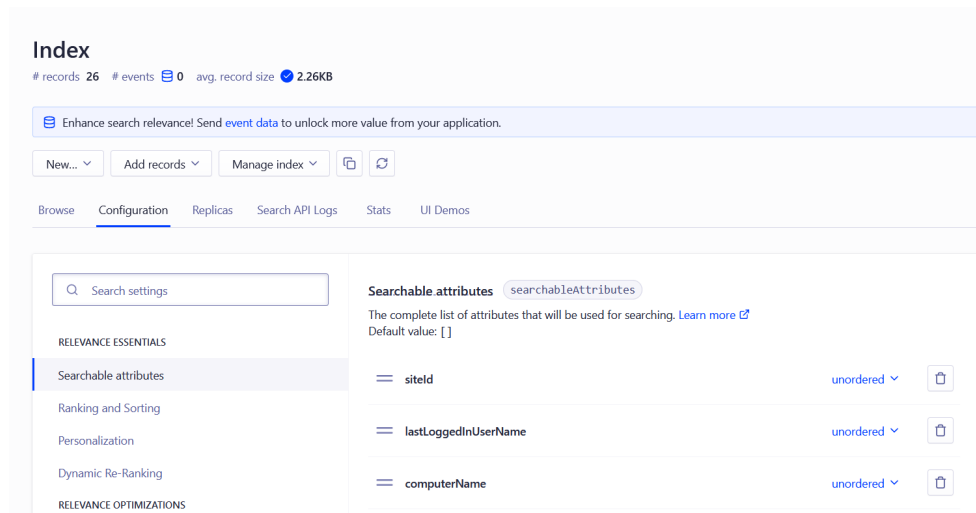 Index
# records 26 # events 0 avg. record size 2.26KB
Enhance search relevance! Send event data to unlock more value from your application.
New... Add records Manage index
Browse Configuration Replicas Search API Logs Stats UI Demos
Search settings
RELEVANCE ESSENTIALS
Searchable attributes
Ranking and Sorting
Personalization
Dynamic Re-Ranking
RELEVANCE OPTIMIZATIONS
Searchable attributes searchableAttributes
The complete list of attributes that will be used for searching. Learn more
Default value: [ ]
siteId unordered
lastLoggedInUserName unordered
computerName unordered